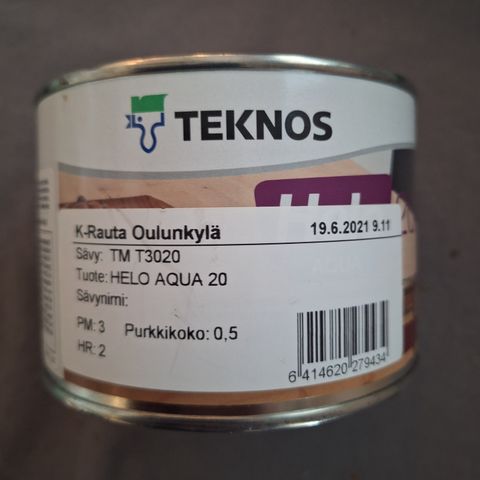 TEKNOS
K-Rauta Oulunkylä 19.6.2021 9.11
Sävy: TM T3020
Tuote: HELO AQUA 20
Sävynimi:
PM: 3 Purkkikoko: 0,5
HR: 2
6 414620 279434